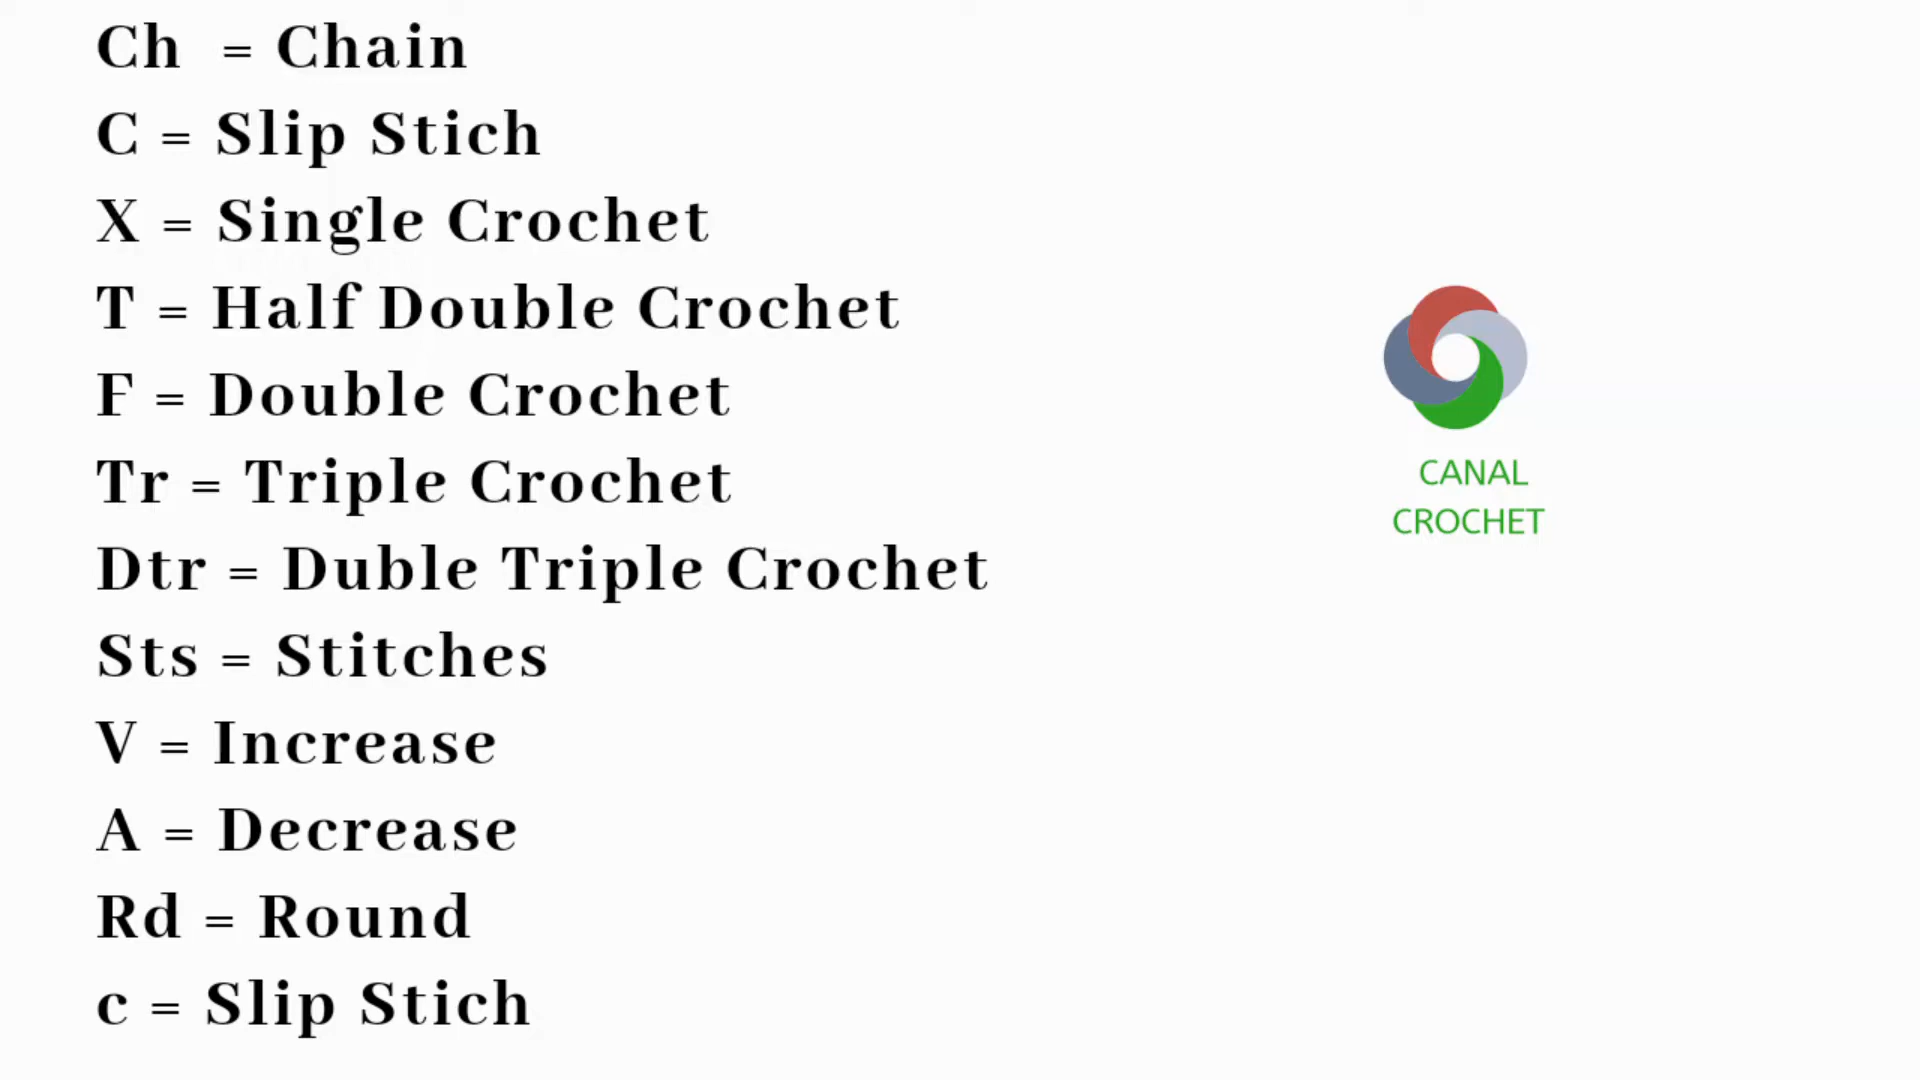 Ch = Chain
C = Slip Stich
X = Single Crochet
T = Half Double Crochet
F = Double Crochet
Tr = Triple Crochet
Dtr = Duble Triple Crochet
Sts = Stitches
V = Increase
A = Decrease
Rd = Round
c = Slip Stich
CANAL
CROCHET